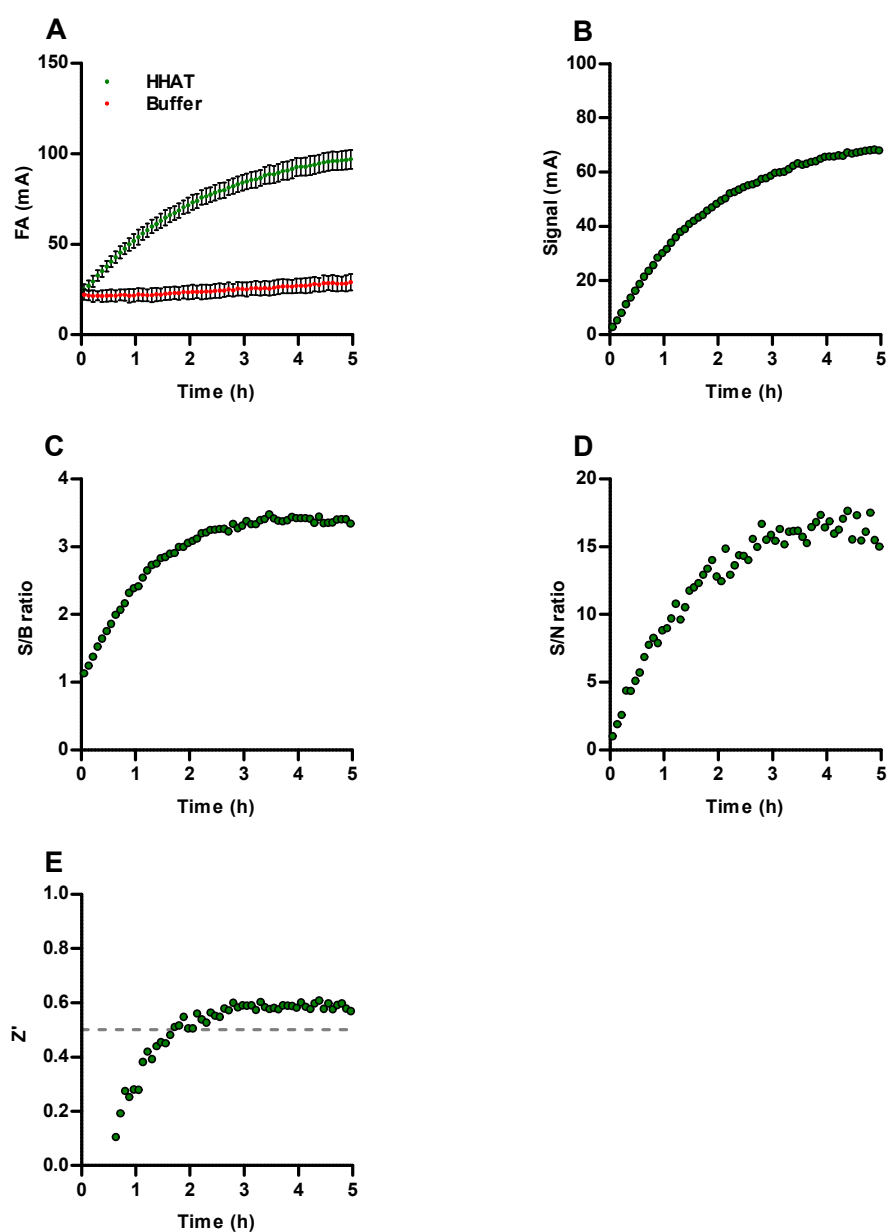 A
150
100
50
0
FA (mA)
HHAT
Buffer
0 1 2 3 4 5
Time (h)
B
100
80
60
40
20
0
Signal (mA)
0 1 2 3 4 5
Time (h)
C
4
3
2
1
0
S/B ratio
0 1 2 3 4 5
Time (h)
D
20
15
10
5
0
S/N ratio
0 1 2 3 4 5
Time (h)
E
1.0
0.8
0.6
0.4
0.2
0.0
Z'
0 1 2 3 4 5
Time (h)